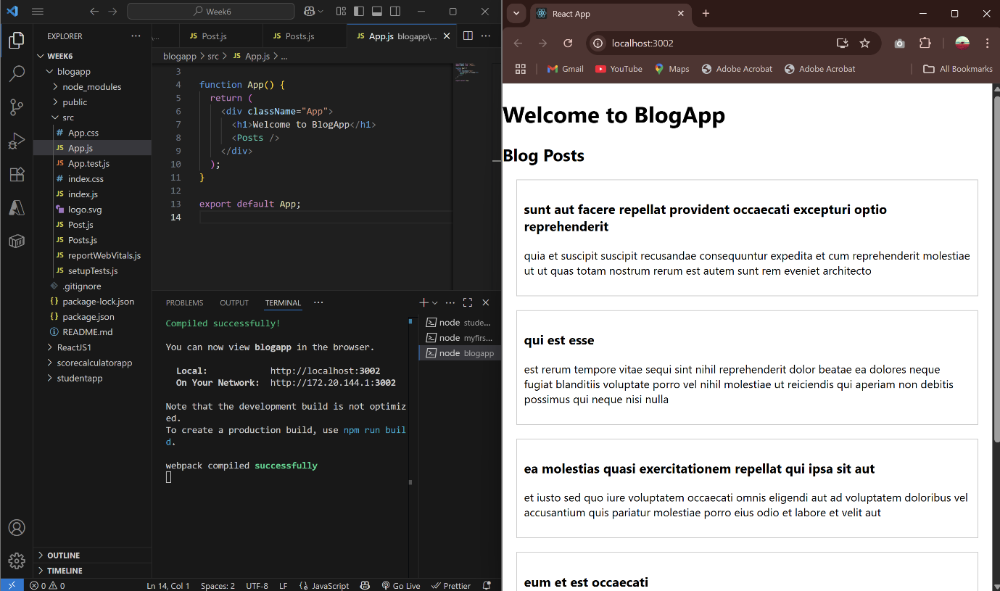 Week6
EXPLORER
WEEK6
blogapp
node_modules
public
src
# App.css
JS App.js
JS App.test.js
# index.css
JS index.js
logo.svg
JS Post.js
JS Posts.js
JS reportWebVitals.js
JS setupTests.js
.gitignore
{} package-lock.json
{} package.json
README.md
ReactJS1
scorecalculatorapp
studentapp
OUTLINE
TIMELINE
\... JS Post.js JS Posts.js JS App.js blogapp\...
blogapp > src > JS App.js > ...
3
4 function App() {
5 return (
6 <div className="App">
7 <h1>Welcome to BlogApp</h1>
8 <Posts />
9 </div>
10 );
11 }
12
13 export default App;
14
PROBLEMS OUTPUT TERMINAL ...
Compiled successfully!
You can now view blogapp in the browser.
Local: http://localhost:3002
On Your Network: http://172.20.144.1:3002
Note that the development build is not optimiz
ed.
To create a production build, use npm run buil
d.
webpack compiled successfully
node stude...
node myfirs...
node blogapp
0 0 Ln 14, Col 1 Spaces: 2 UTF-8 LF {} JavaScript Go Live Prettier
React App
localhost:3002
Gmail YouTube Maps Adobe Acrobat Adobe Acrobat All Bookmarks
Welcome to BlogApp
Blog Posts
sunt aut facere repellat provident occaecati excepturi optio
reprehenderit
quia et suscipit suscipit recusandae consequuntur expedita et cum reprehenderit molestiae
ut ut quas totam nostrum rerum est autem sunt rem eveniet architecto
qui est esse
est rerum tempore vitae sequi sint nihil reprehenderit dolor beatae ea dolores neque
fugiat blanditiis voluptate porro vel nihil molestiae ut reiciendis qui aperiam non debitis
possimus qui neque nisi nulla
ea molestias quasi exercitationem repellat qui ipsa sit aut
et iusto sed quo iure voluptatem occaecati omnis eligendi aut ad voluptatem doloribus vel
accusantium quis pariatur molestiae porro eius odio et labore et velit aut
eum et est occaecati